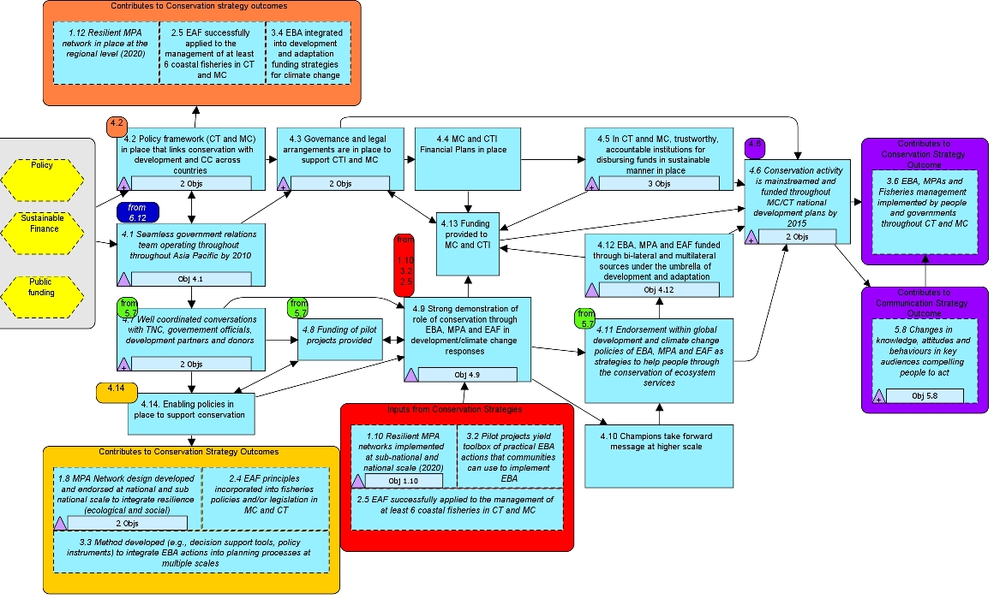 Contributes to Conservation strategy outcomes
1.12 Resilient MPA
network in place at the
regional level (2020)
2.5 EAF successfully
applied to the
management of at least
6 coastal fisheries in CT
and MC
3.4 EBA integrated
into development
and adaptation
funding strategies
for climate change
4.2
4.2 Policy framework (CT and MC)
in place that links conservation with
development and CC across
countries
+
2 Objs
4.3 Governance and legal
arrangements are in place to
support CTI and MC
+
2 Objs
4.4 MC and CTI
Financial Plans in place
4.5 In CT annd MC, trustworthy,
accountable institutions for
disbursing funds in sustainable
manner in place
+
3 Objs
4.6
4.6 Conservation activity
is mainstreamed and
funded throughout
MC/CT national
development plans by
2015
+
2 Objs
Contributes to
Conservation Strategy
Outcome
3.6 EBA, MPAs and
Fisheries management
implemented by people
and governments
throughout CT and MC
Policy
Sustainable
Finance
Public
funding
from
6.12
4.1 Seamless government relations
team operating throughout
throughout Asia Pacific by 2010
Obj 4.1
4.13 Funding
provided to
MC and CTI
from
1.10
3.2
2.5
4.12 EBA, MPA and EAF funded
through bi-lateral and multilateral
sources under the umbrella of
development and adaptation
Obj 4.12
from
5.7
4.7 Well coordinated conversations
with TNC, governement officials,
development partners and donors
+
2 Objs
from
5.7
4.8 Funding of pilot
projects provided
4.9 Strong demonstration of
role of conservation through
EBA, MPA and EAF in
development/climate change
responses
Obj 4.9
from
5.7
4.11 Endorsement within global
development and climate change
policies of EBA, MPA and EAF as
strategies to help people through
the conservation of ecosystem
services
Contributes to
Communication Strategy
Outcome
5.8 Changes in
knowledge, attitudes and
behaviours in key
audiences compelling
people to act
+
Obj 5.8
4.14
4.14. Enabling policies in
place to support conservation
Inputs from Conservation Strategies
1.10 Resilient MPA
networks implemented
at sub-national and
national scale (2020)
Obj 1.10
3.2 Pilot projects yield
toolbox of practical EBA
actions that communities
can use to implement
EBA
2.5 EAF successfully applied to the management of
at least 6 coastal fisheries in CT and MC
4.10 Champions take forward
message at higher scale
Contributes to Conservation Strategy Outcomes
1.8 MPA Network design developed
and endorsed at national and sub
national scale to integrate resilience
(ecological and social)
2 Objs
2.4 EAF principles
incorporated into fisheries
policies and/or legislation in
MC and CT
3.3 Method developed (e.g., decision support tools, policy
instruments) to integrate EBA actions into planning processes at
multiple scales